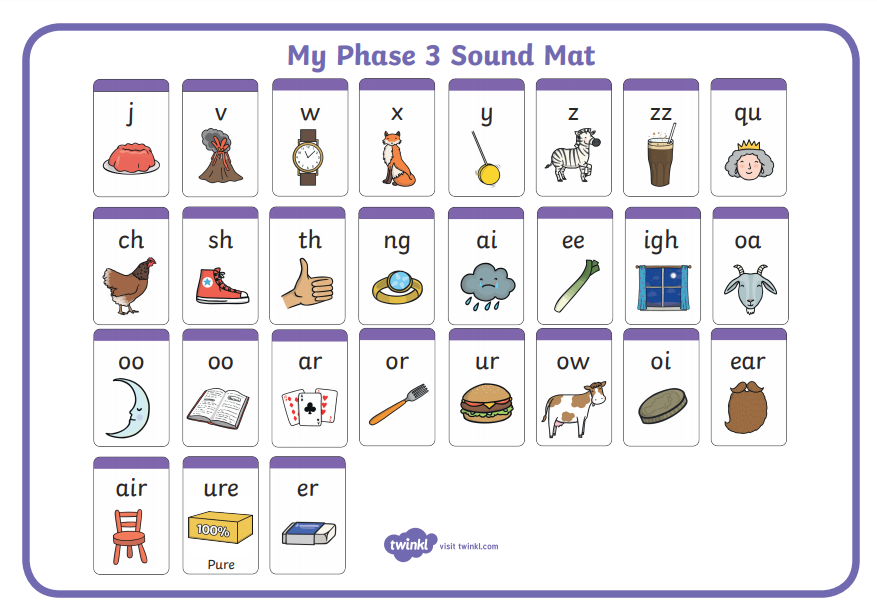 My Phase 3 Sound Mat
j v w x y z zz qu
ch sh th ng ai ee igh oa
oo oo ar or ur ow oi ear
air ure er
100%
Pure
twinkl visit twinkl.com